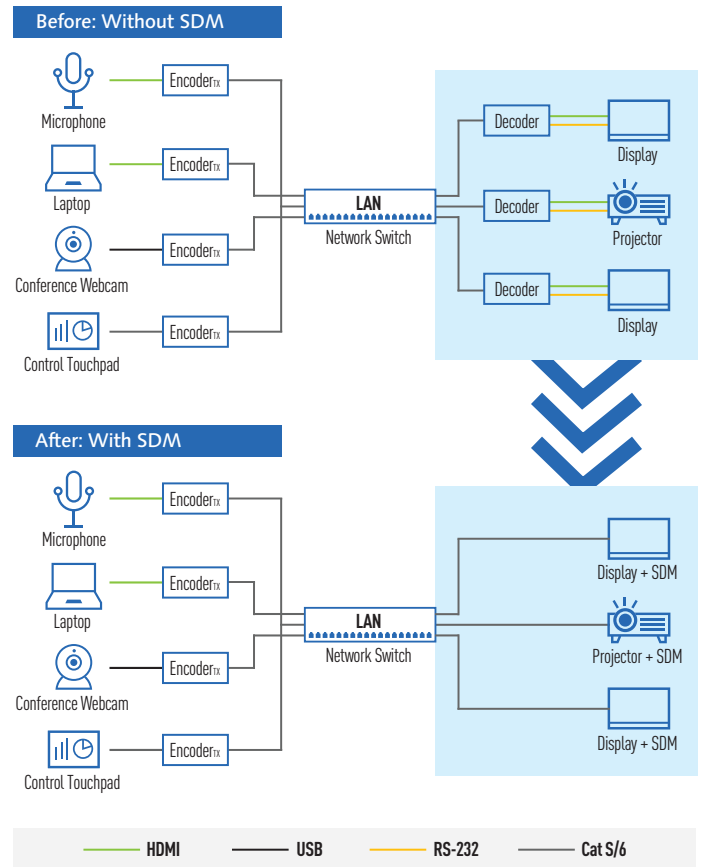 Before: Without SDM
Microphone
EncoderTX
Laptop
EncoderTX
Conference Webcam
EncoderTX
Control Touchpad
EncoderTX
LAN
Network Switch
Decoder
Display
Decoder
Projector
Decoder
Display
After: With SDM
Microphone
EncoderTX
Laptop
EncoderTX
Conference Webcam
EncoderTX
Control Touchpad
EncoderTX
LAN
Network Switch
Display + SDM
Projector + SDM
Display + SDM
HDMI
USB
RS-232
Cat S/6